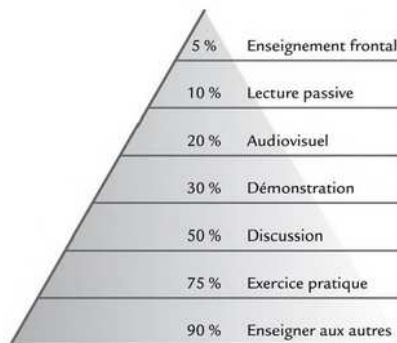 5 % Enseignement frontal
10 % Lecture passive
20 % Audiovisuel
30 % Démonstration
50 % Discussion
75 % Exercice pratique
90 % Enseigner aux autres